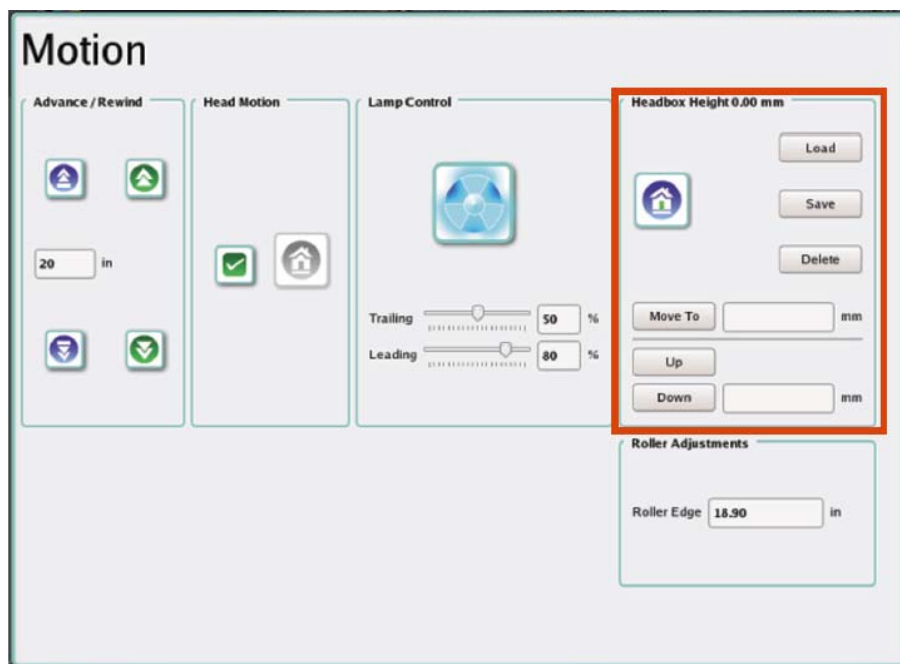 Motion
Advance / Rewind
20 in
Head Motion
Lamp Control
Trailing 50 %
Leading 80 %
Headbox Height 0.00 mm
Load
Save
Delete
Move To mm
Up
Down mm
Roller Adjustments
Roller Edge 18.90 in